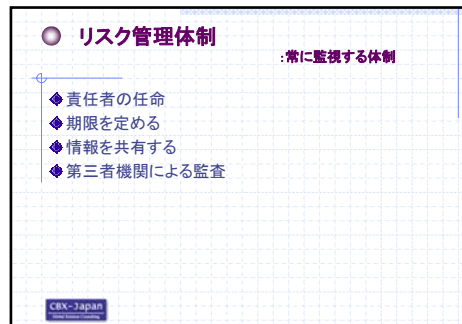 リスク管理体制
:常に監視する体制
責任者の任命
期限を定める
情報を共有する
第三者機関による監査
CBX-Japan